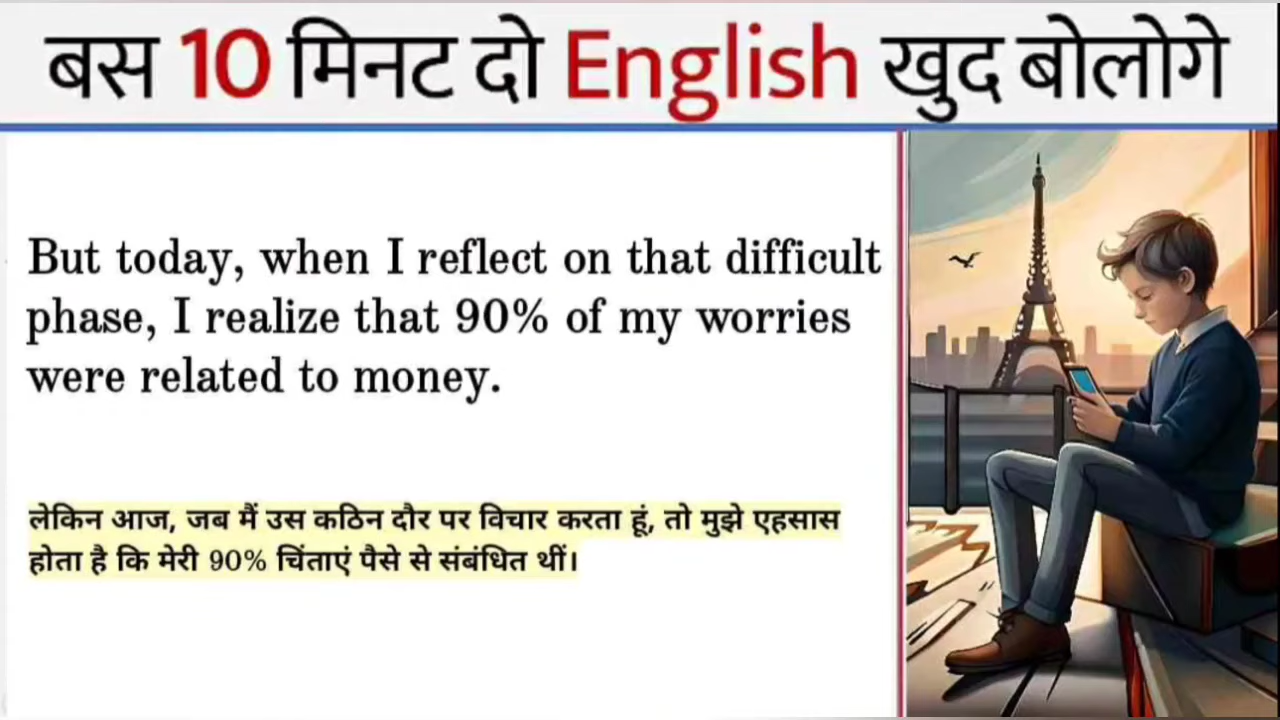 बस 10 मिनट दो English खुद बोलोगे
But today, when I reflect on that difficult
phase, I realize that 90% of my worries
were related to money.
लेकिन आज, जब मैं उस कठिन दौर पर विचार करता हूं, तो मुझे एहसास
होता है कि मेरी 90% चिंताएं पैसे से संबंधित थीं।